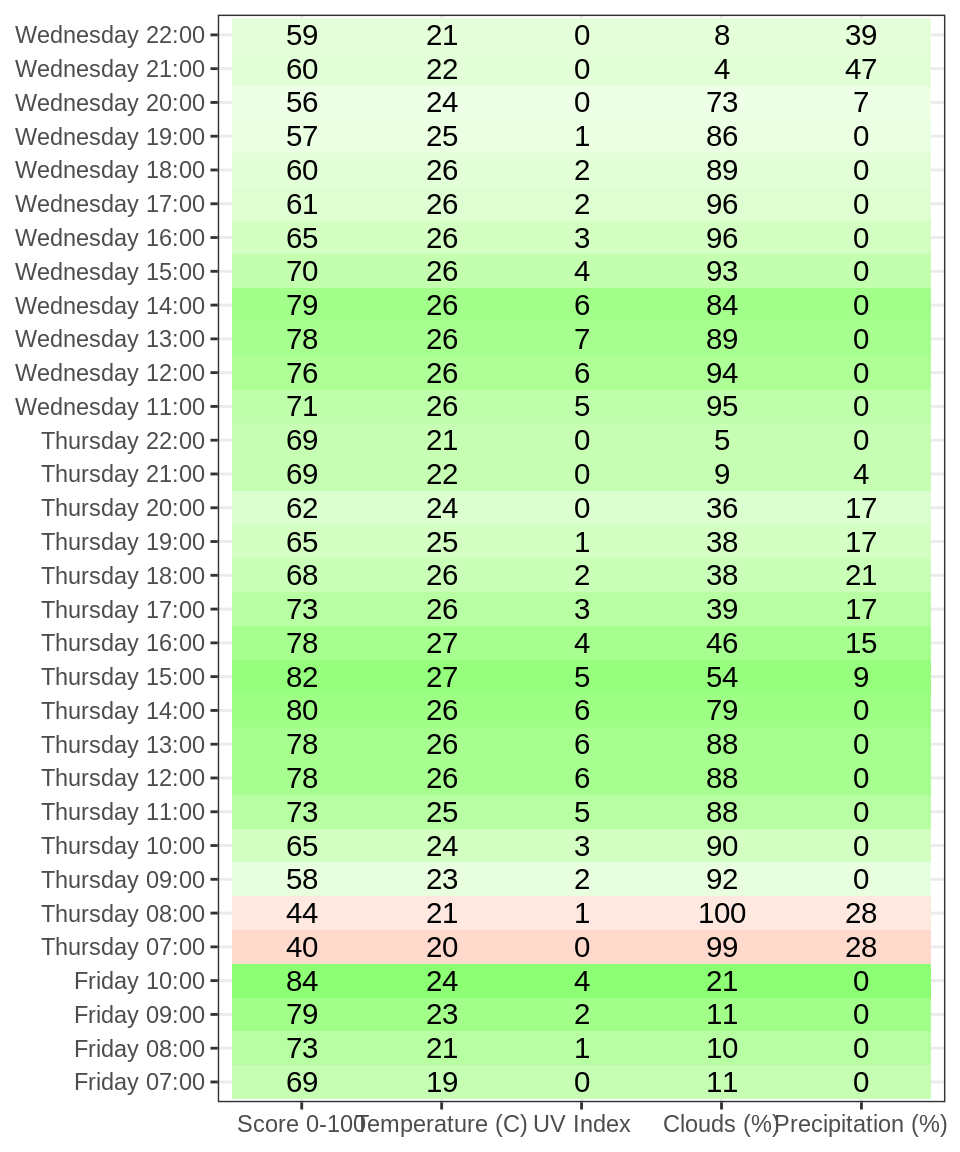 Wednesday 22:00 59 21 0 8 39
Wednesday 21:00 60 22 0 4 47
Wednesday 20:00 56 24 0 73 7
Wednesday 19:00 57 25 1 86 0
Wednesday 18:00 60 26 2 89 0
Wednesday 17:00 61 26 2 96 0
Wednesday 16:00 65 26 3 96 0
Wednesday 15:00 70 26 4 93 0
Wednesday 14:00 79 26 6 84 0
Wednesday 13:00 78 26 7 89 0
Wednesday 12:00 76 26 6 94 0
Wednesday 11:00 71 26 5 95 0
Thursday 22:00 69 21 0 5 0
Thursday 21:00 69 22 0 9 4
Thursday 20:00 62 24 0 36 17
Thursday 19:00 65 25 1 38 17
Thursday 18:00 68 26 2 38 21
Thursday 17:00 73 26 3 39 17
Thursday 16:00 78 27 4 46 15
Thursday 15:00 82 27 5 54 9
Thursday 14:00 80 26 6 79 0
Thursday 13:00 78 26 6 88 0
Thursday 12:00 78 26 6 88 0
Thursday 11:00 73 25 5 88 0
Thursday 10:00 65 24 3 90 0
Thursday 09:00 58 23 2 92 0
Thursday 08:00 44 21 1 100 28
Thursday 07:00 40 20 0 99 28
Friday 10:00 84 24 4 21 0
Friday 09:00 79 23 2 11 0
Friday 08:00 73 21 1 10 0
Friday 07:00 69 19 0 11 0
Score 0-100 Temperature (C) UV Index Clouds (%) Precipitation (%)